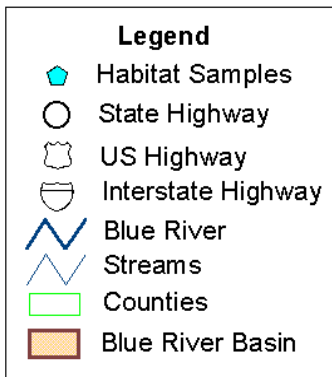 Legend
Habitat Samples
State Highway
US Highway
Interstate Highway
Blue River
Streams
Counties
Blue River Basin